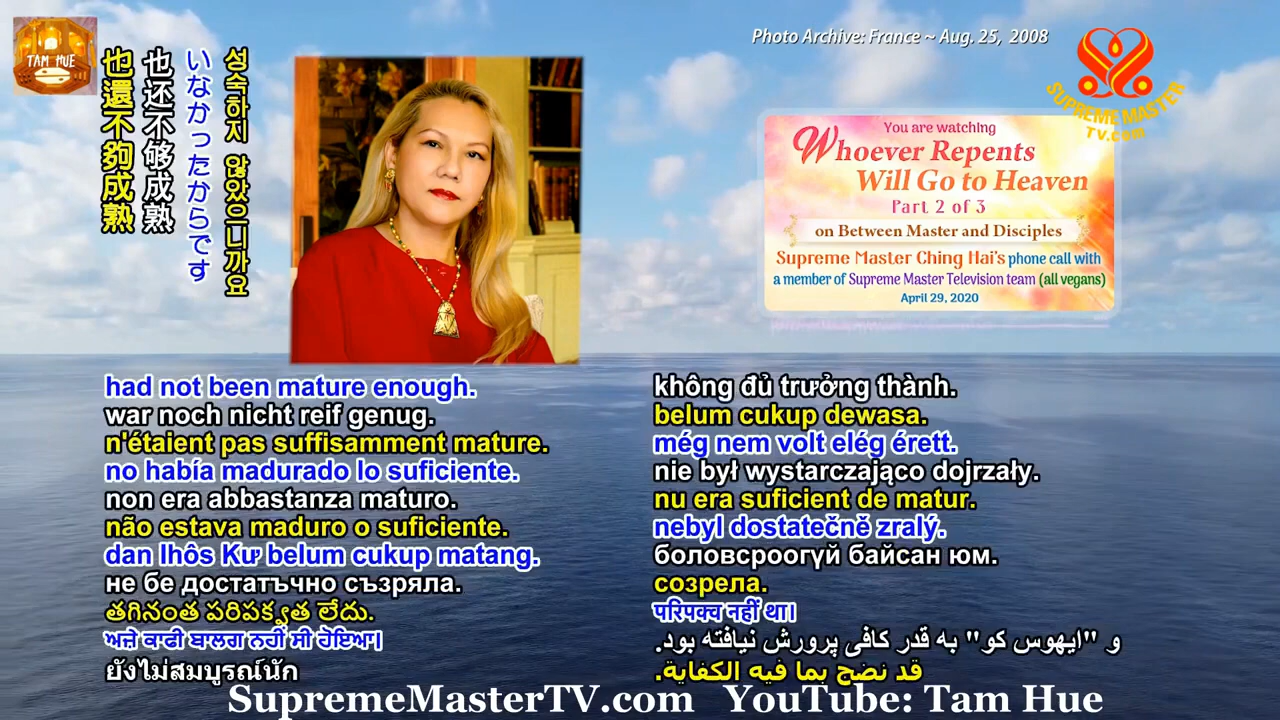 TAM HUE
也還不夠成熟
也还不够成熟
いなかったからです
성숙하지 않았으니까요
Photo Archive: France ~ Aug. 25, 2008
SUPREME MASTER
TV.com
You are watching
Whoever Repents
Will Go to Heaven
Part 2 of 3
on Between Master and Disciples
Supreme Master Ching Hai's phone call with
a member of Supreme Master Television team (all vegans)
April 29, 2020
had not been mature enough.
war noch nicht reif genug.
n'étaient pas suffisamment mature.
no había madurado lo suficiente.
non era abbastanza maturo.
não estava maduro o suficiente.
dan Ihôs Kư belum cukup matang.
не бе достатъчно съзряла.
తగినంత పరిపక్వత లేదు.
ਅਜੇ ਕਾਫੀ ਬਾਲਗ ਨਹੀਂ ਸੀ ਹੋਇਆ।
ยังไม่สมบูรณ์นัก
không đủ trưởng thành.
belum cukup dewasa.
még nem volt elég érett.
nie był wystarczająco dojrzały.
nu era suficient de matur.
nebyl dostatečně zralý.
боловсроогүй байсан юм.
созрела.
परिपक्व नहीं था।
و "ایهوس کو" به قدر کافی پرورش نیافته بود.
قد نضج بما فيه الكفاية.
SupremeMasterTV.com YouTube: Tam Hue